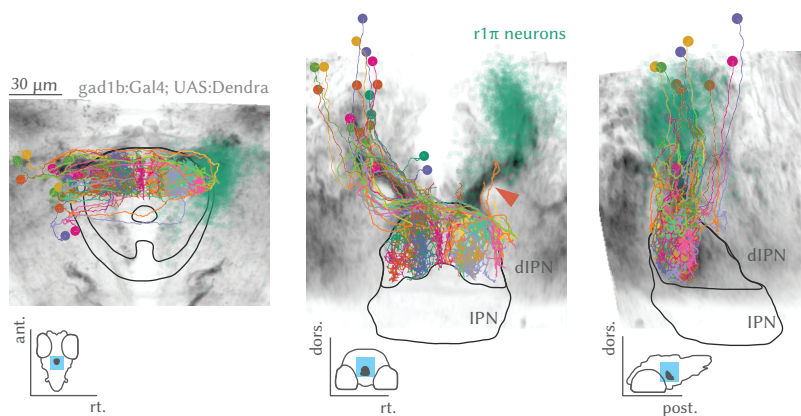 r1π neurons
30 μm
gad1b:Gal4; UAS:Dendra
dIPN
dIPN
IPN
IPN
ant.
rt.
dors.
rt.
dors.
post.